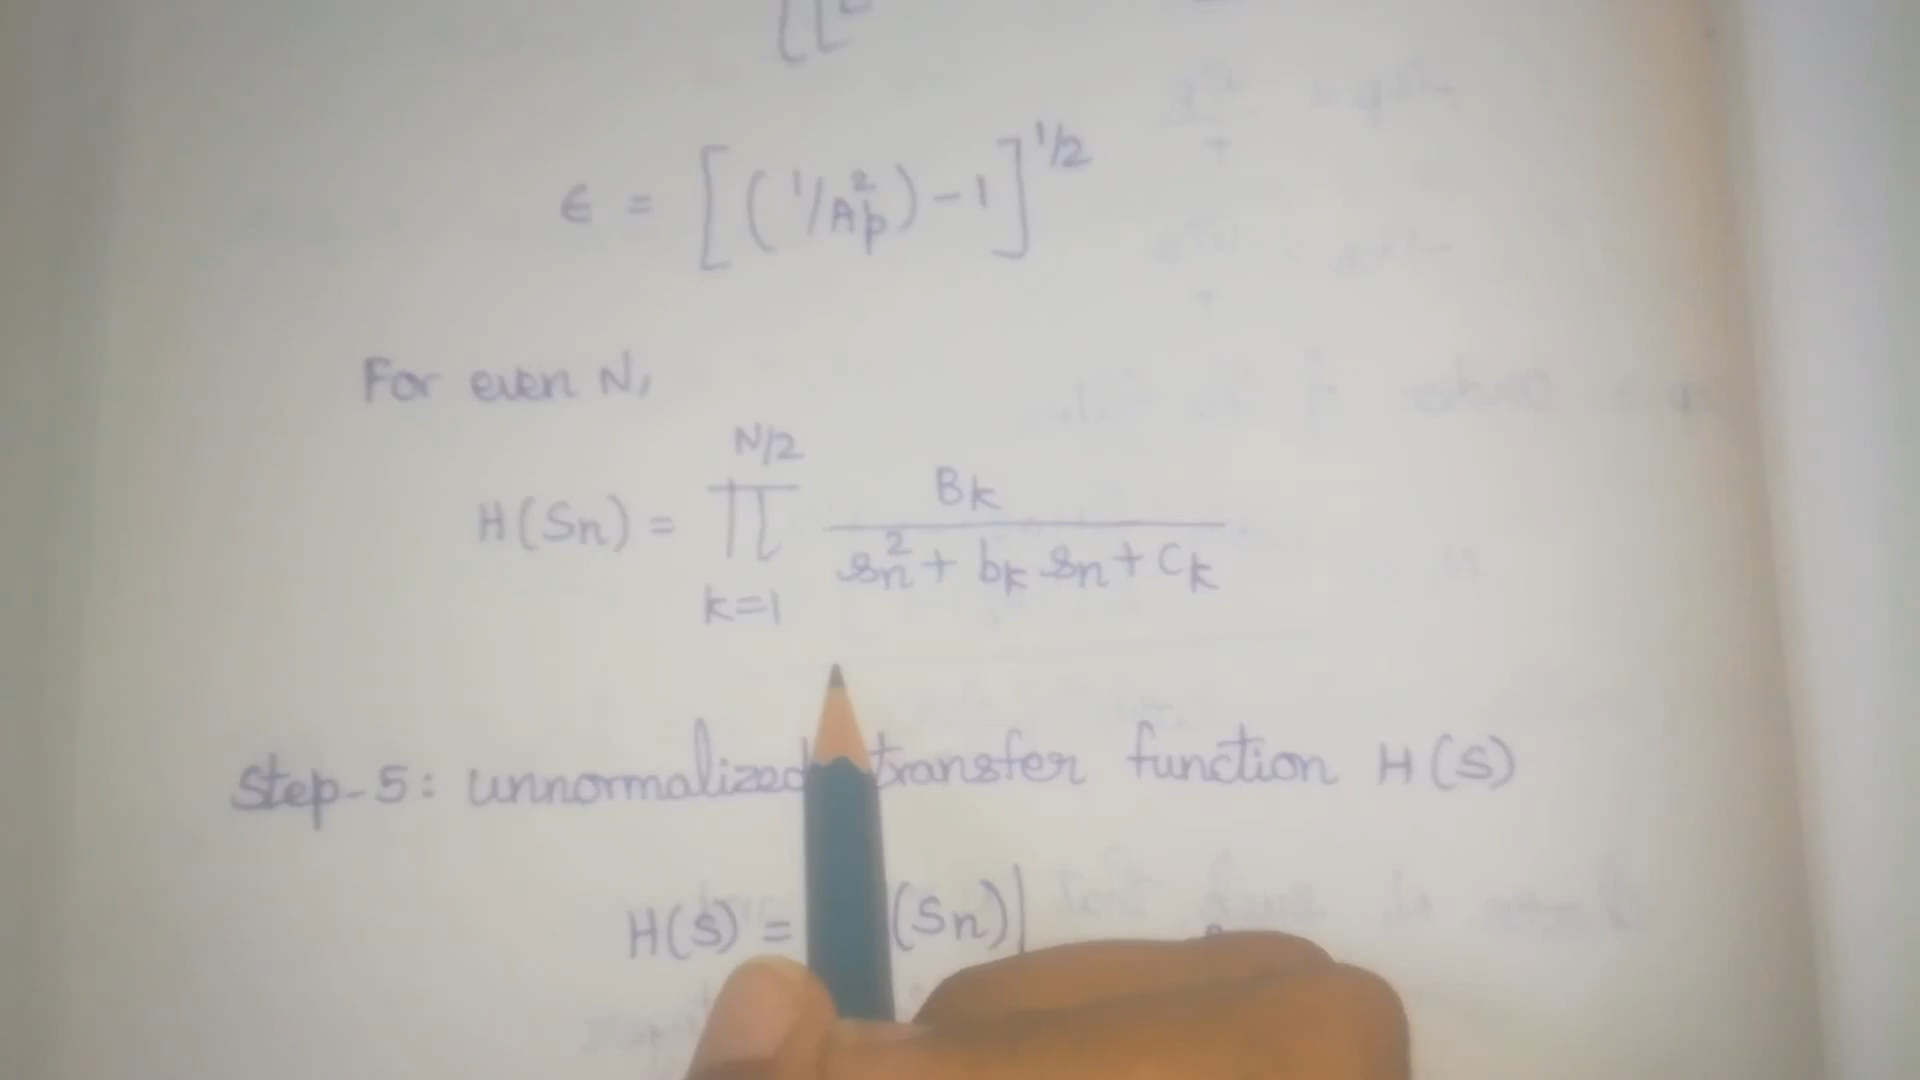 ϵ = [(1/Ap²) - 1]^1/2
For even N,
H(Sn) = ∏_{k=1}^{N/2} Bk / (sn² + bk sn + Ck)
Step-5: unnormalized transfer function H(S)
H(S) = (Sn)|